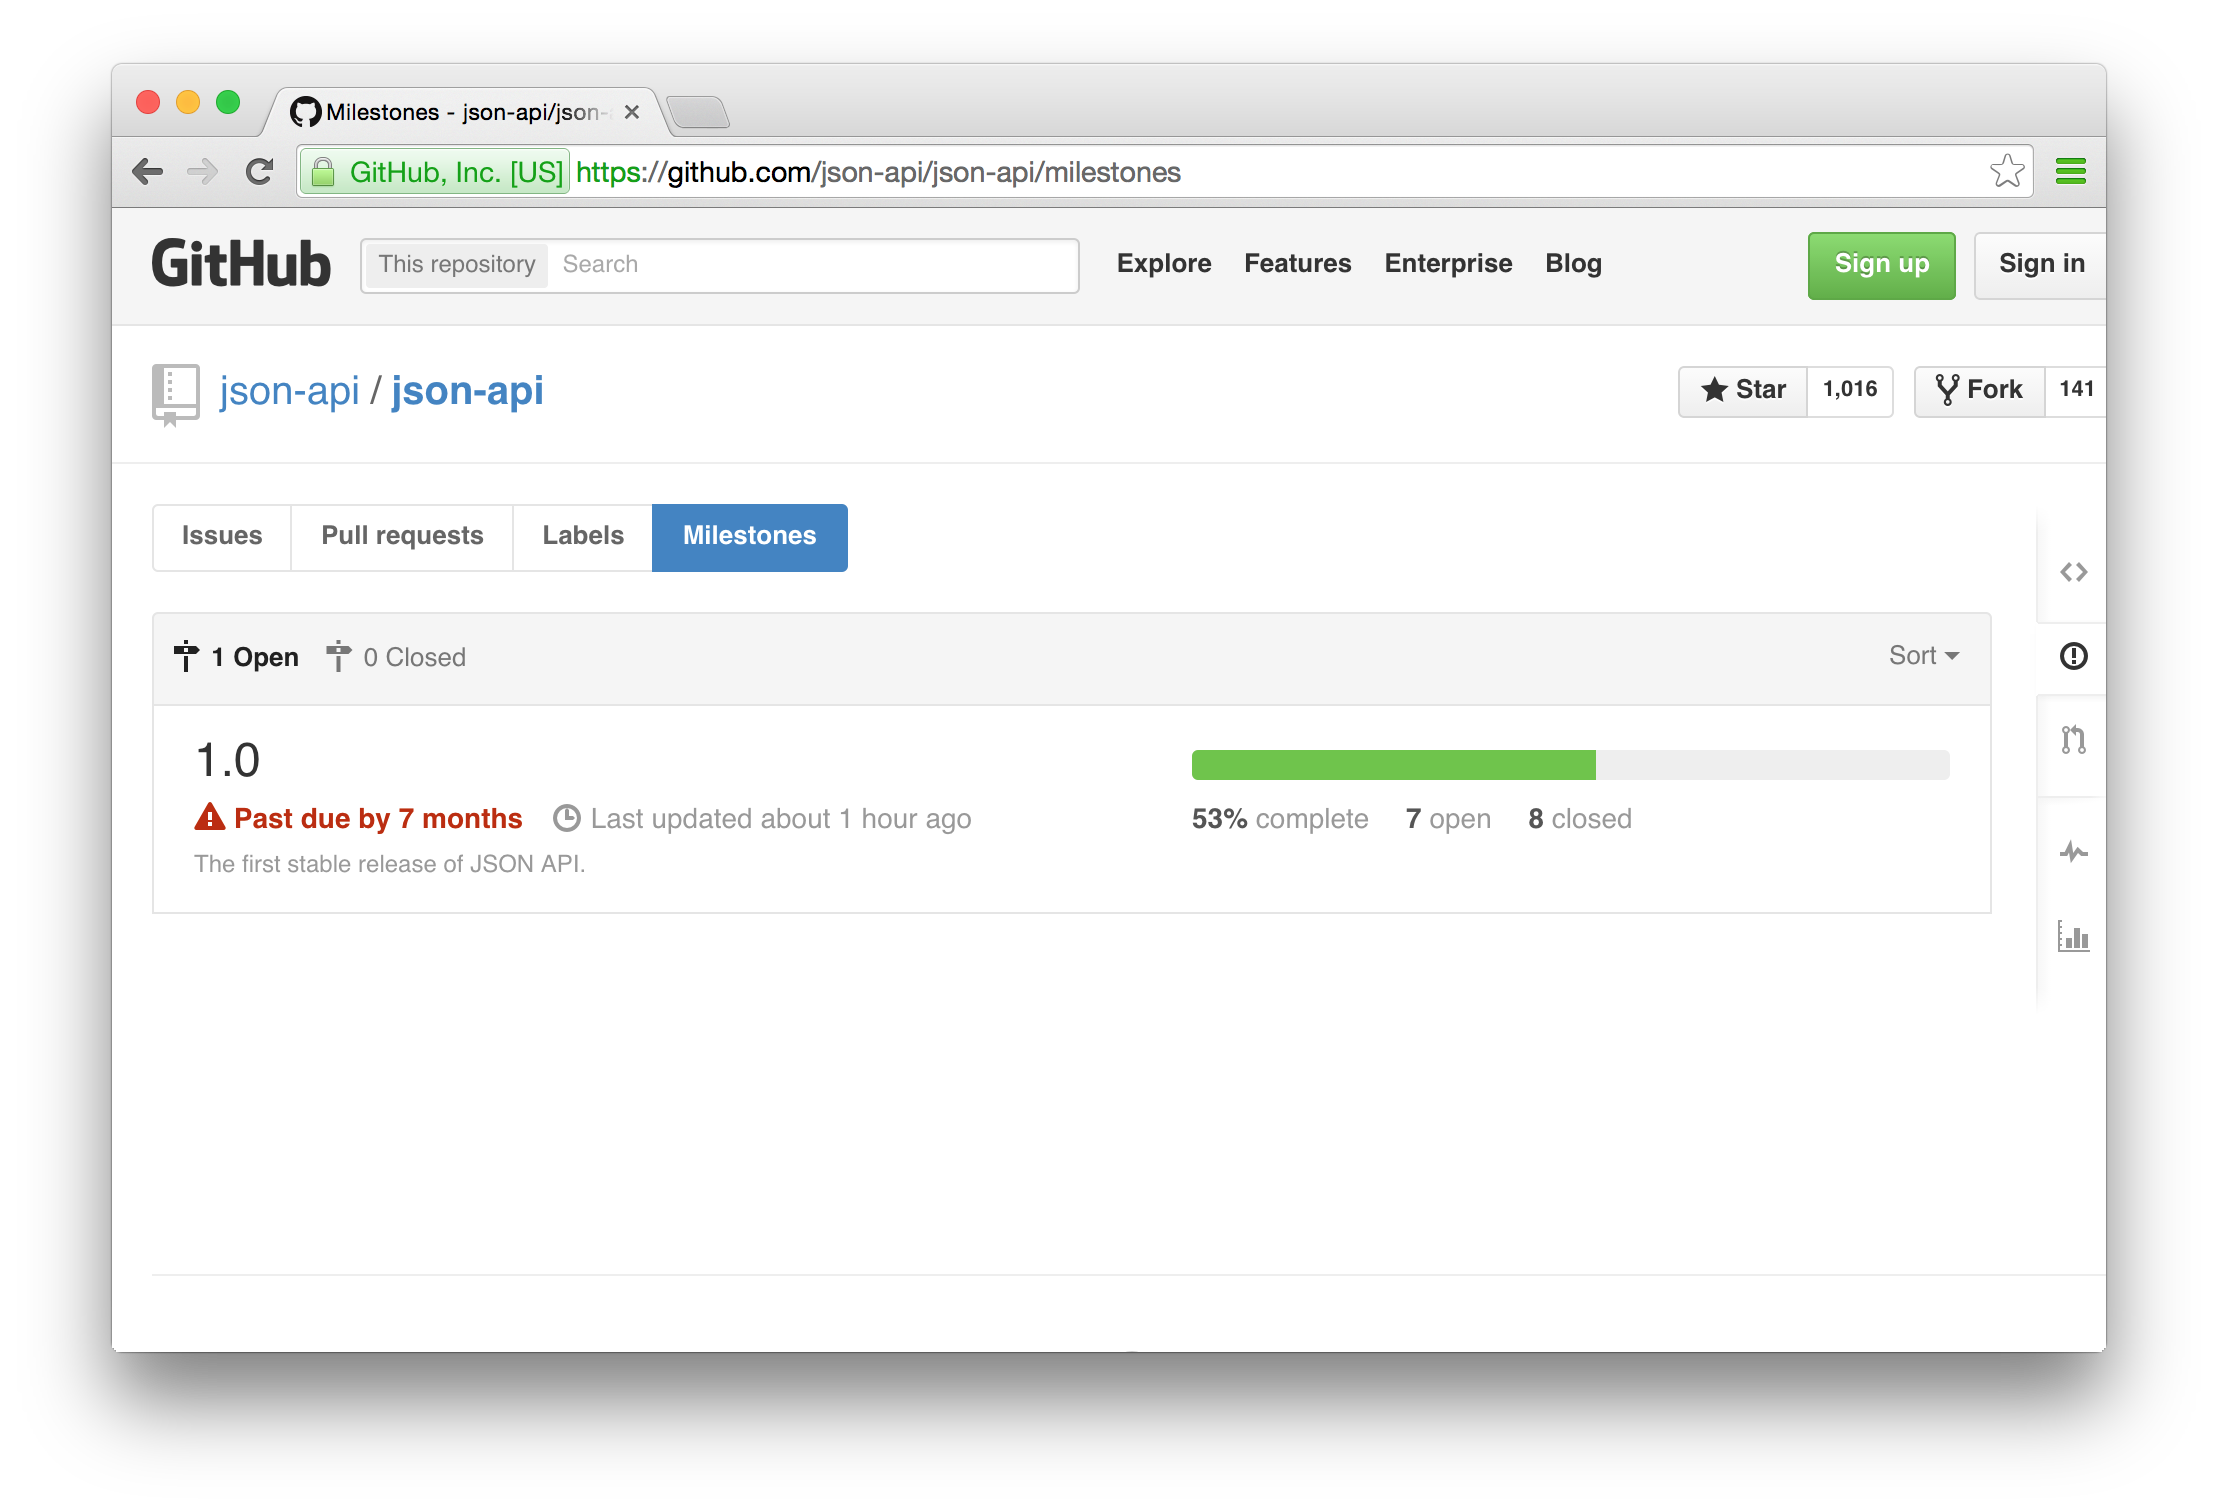 Milestones - json-api/json-
GitHub, Inc. [US] https://github.com/json-api/json-api/milestones
GitHub This repository Search Explore Features Enterprise Blog Sign up Sign in
json-api / json-api Star 1,016 Fork 141
Issues Pull requests Labels Milestones
1 Open 0 Closed Sort
1.0
Past due by 7 months Last updated about 1 hour ago 53% complete 7 open 8 closed
The first stable release of JSON API.